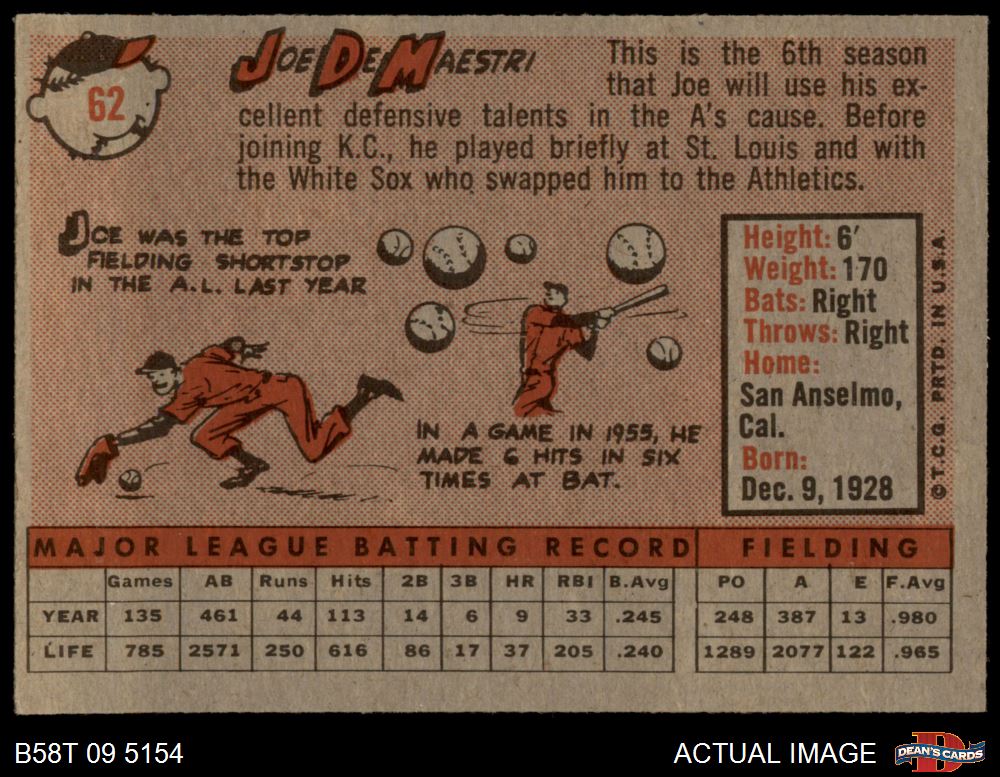 62
JOE DE MAESTRI
This is the 6th season
that Joe will use his ex-
cellent defensive talents in the A's cause. Before
joining K.C., he played briefly at St. Louis and with
the White Sox who swapped him to the Athletics.
JOE WAS THE TOP
FIELDING SHORTSTOP
IN THE A.L. LAST YEAR
IN A GAME IN 1955, HE
MADE 6 HITS IN SIX
TIMES AT BAT.
Height: 6'
Weight: 170
Bats: Right
Throws: Right
Home:
San Anselmo,
Cal.
Born:
Dec. 9, 1928
© T.C.G. PRTD. IN U.S.A.
MAJOR LEAGUE BATTING RECORD FIELDING
Games AB Runs Hits 2B 3B HR RBI B.Avg PO A E F.Avg
YEAR 135 461 44 113 14 6 9 33 .245 248 387 13 .980
LIFE 785 2571 250 616 86 17 37 205 .240 1289 2077 122 .965
B58T 09 5154 ACTUAL IMAGE DEAN'S CARDS